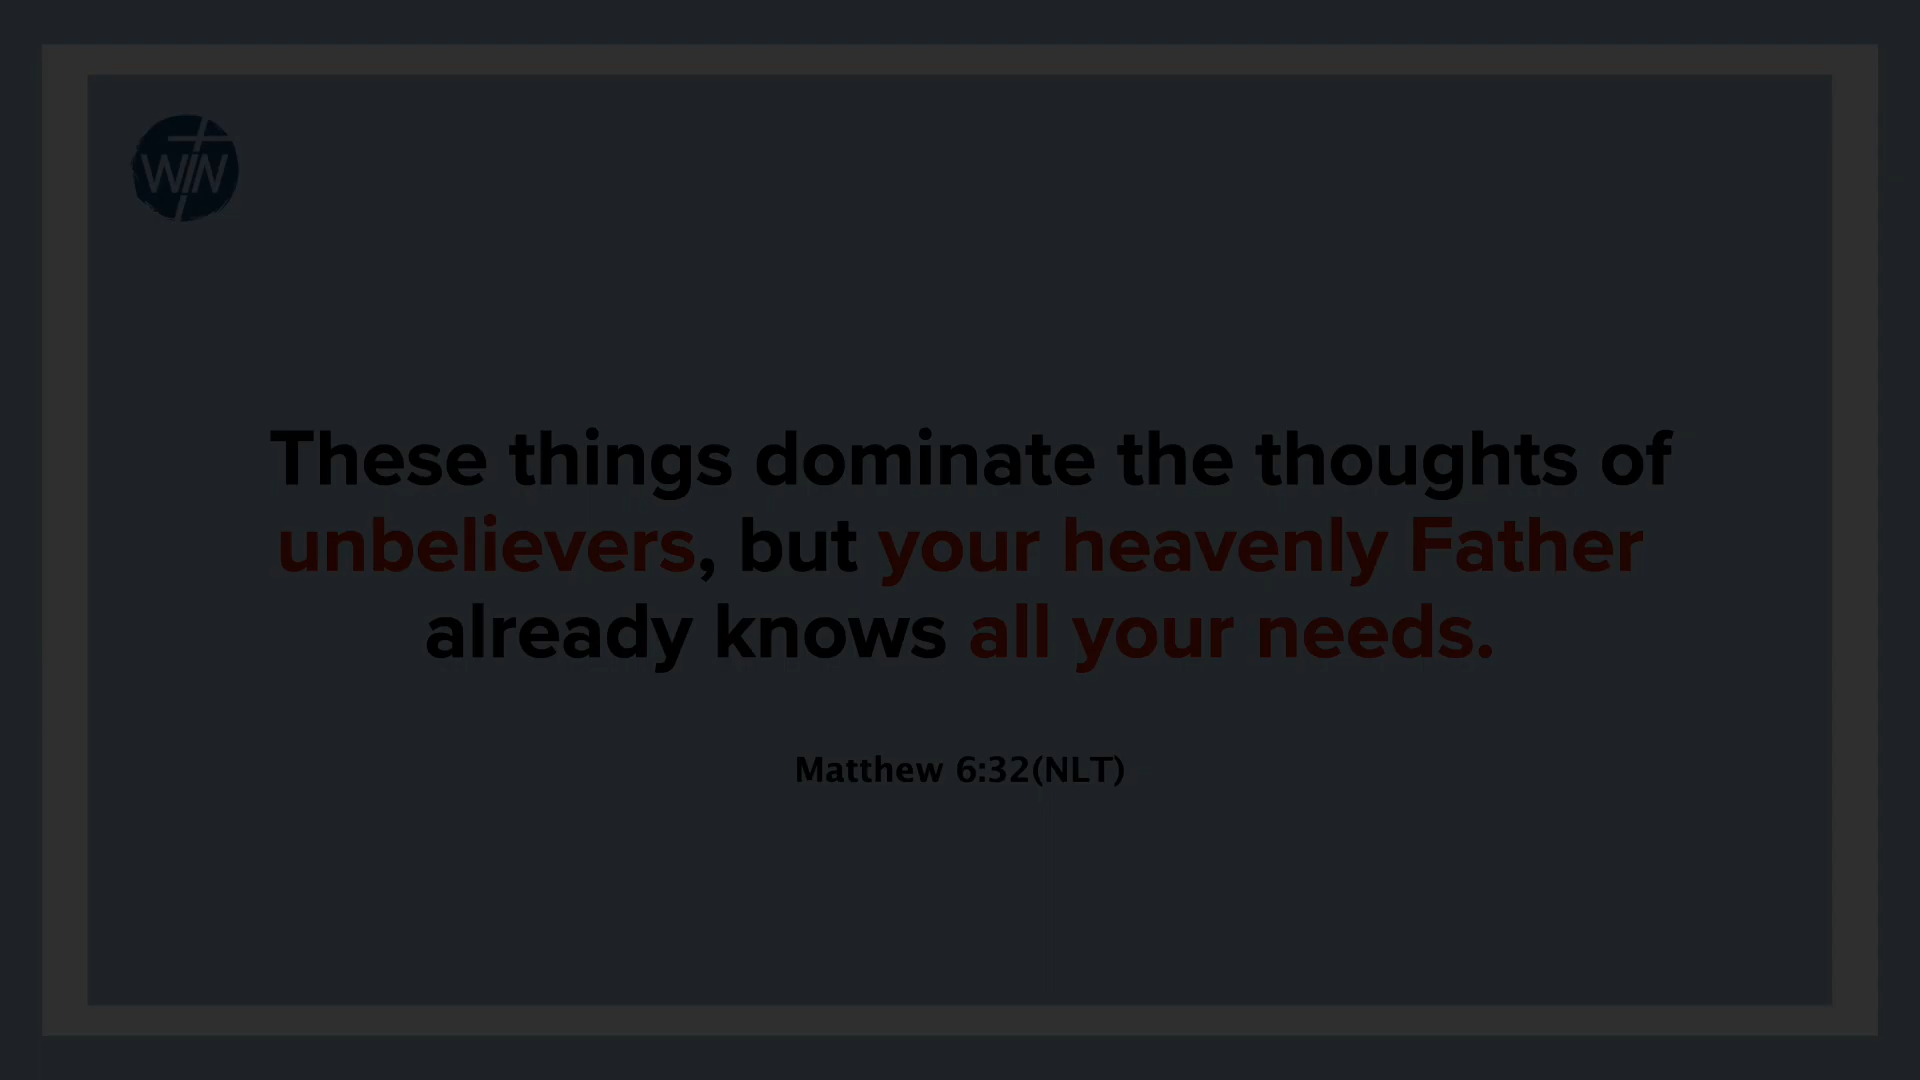 WIN
These things dominate the thoughts of
unbelievers, but your heavenly Father
already knows all your needs.
Matthew 6:32(NLT)